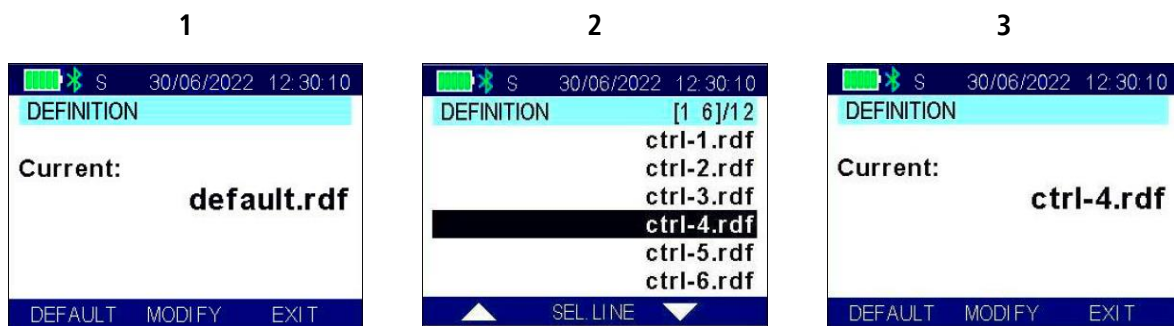 1
S 30/06/2022 12:30:10
DEFINITION
Current:
default.rdf
DEFAULT MODIFY EXIT
2
S 30/06/2022 12:30:10
DEFINITION [1 6]/12
ctrl-1.rdf
ctrl-2.rdf
ctrl-3.rdf
ctrl-4.rdf
ctrl-5.rdf
ctrl-6.rdf
SEL. LINE
3
S 30/06/2022 12:30:10
DEFINITION
Current:
ctrl-4.rdf
DEFAULT MODIFY EXIT